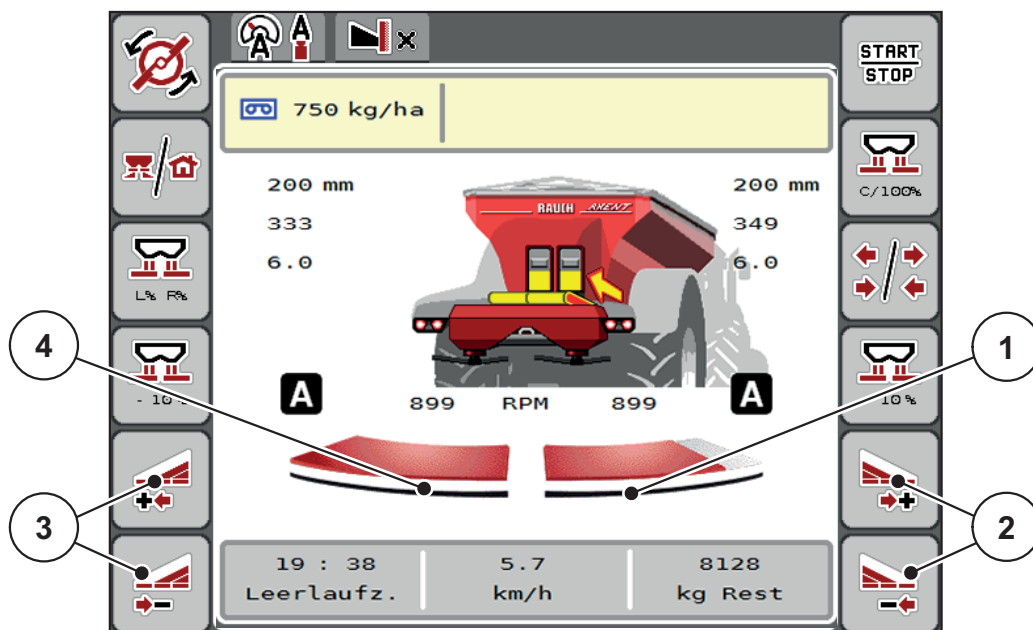 A A x
START
STOP
750 kg/ha
200 mm
200 mm
RAUCH AXENT
C/100%
333
349
6.0
6.0
L% R%
4
1
- 10 %
A
899 RPM 899
A
10 %
3
2
19 : 38
5.7
8128
Leerlaufz.
km/h
kg Rest